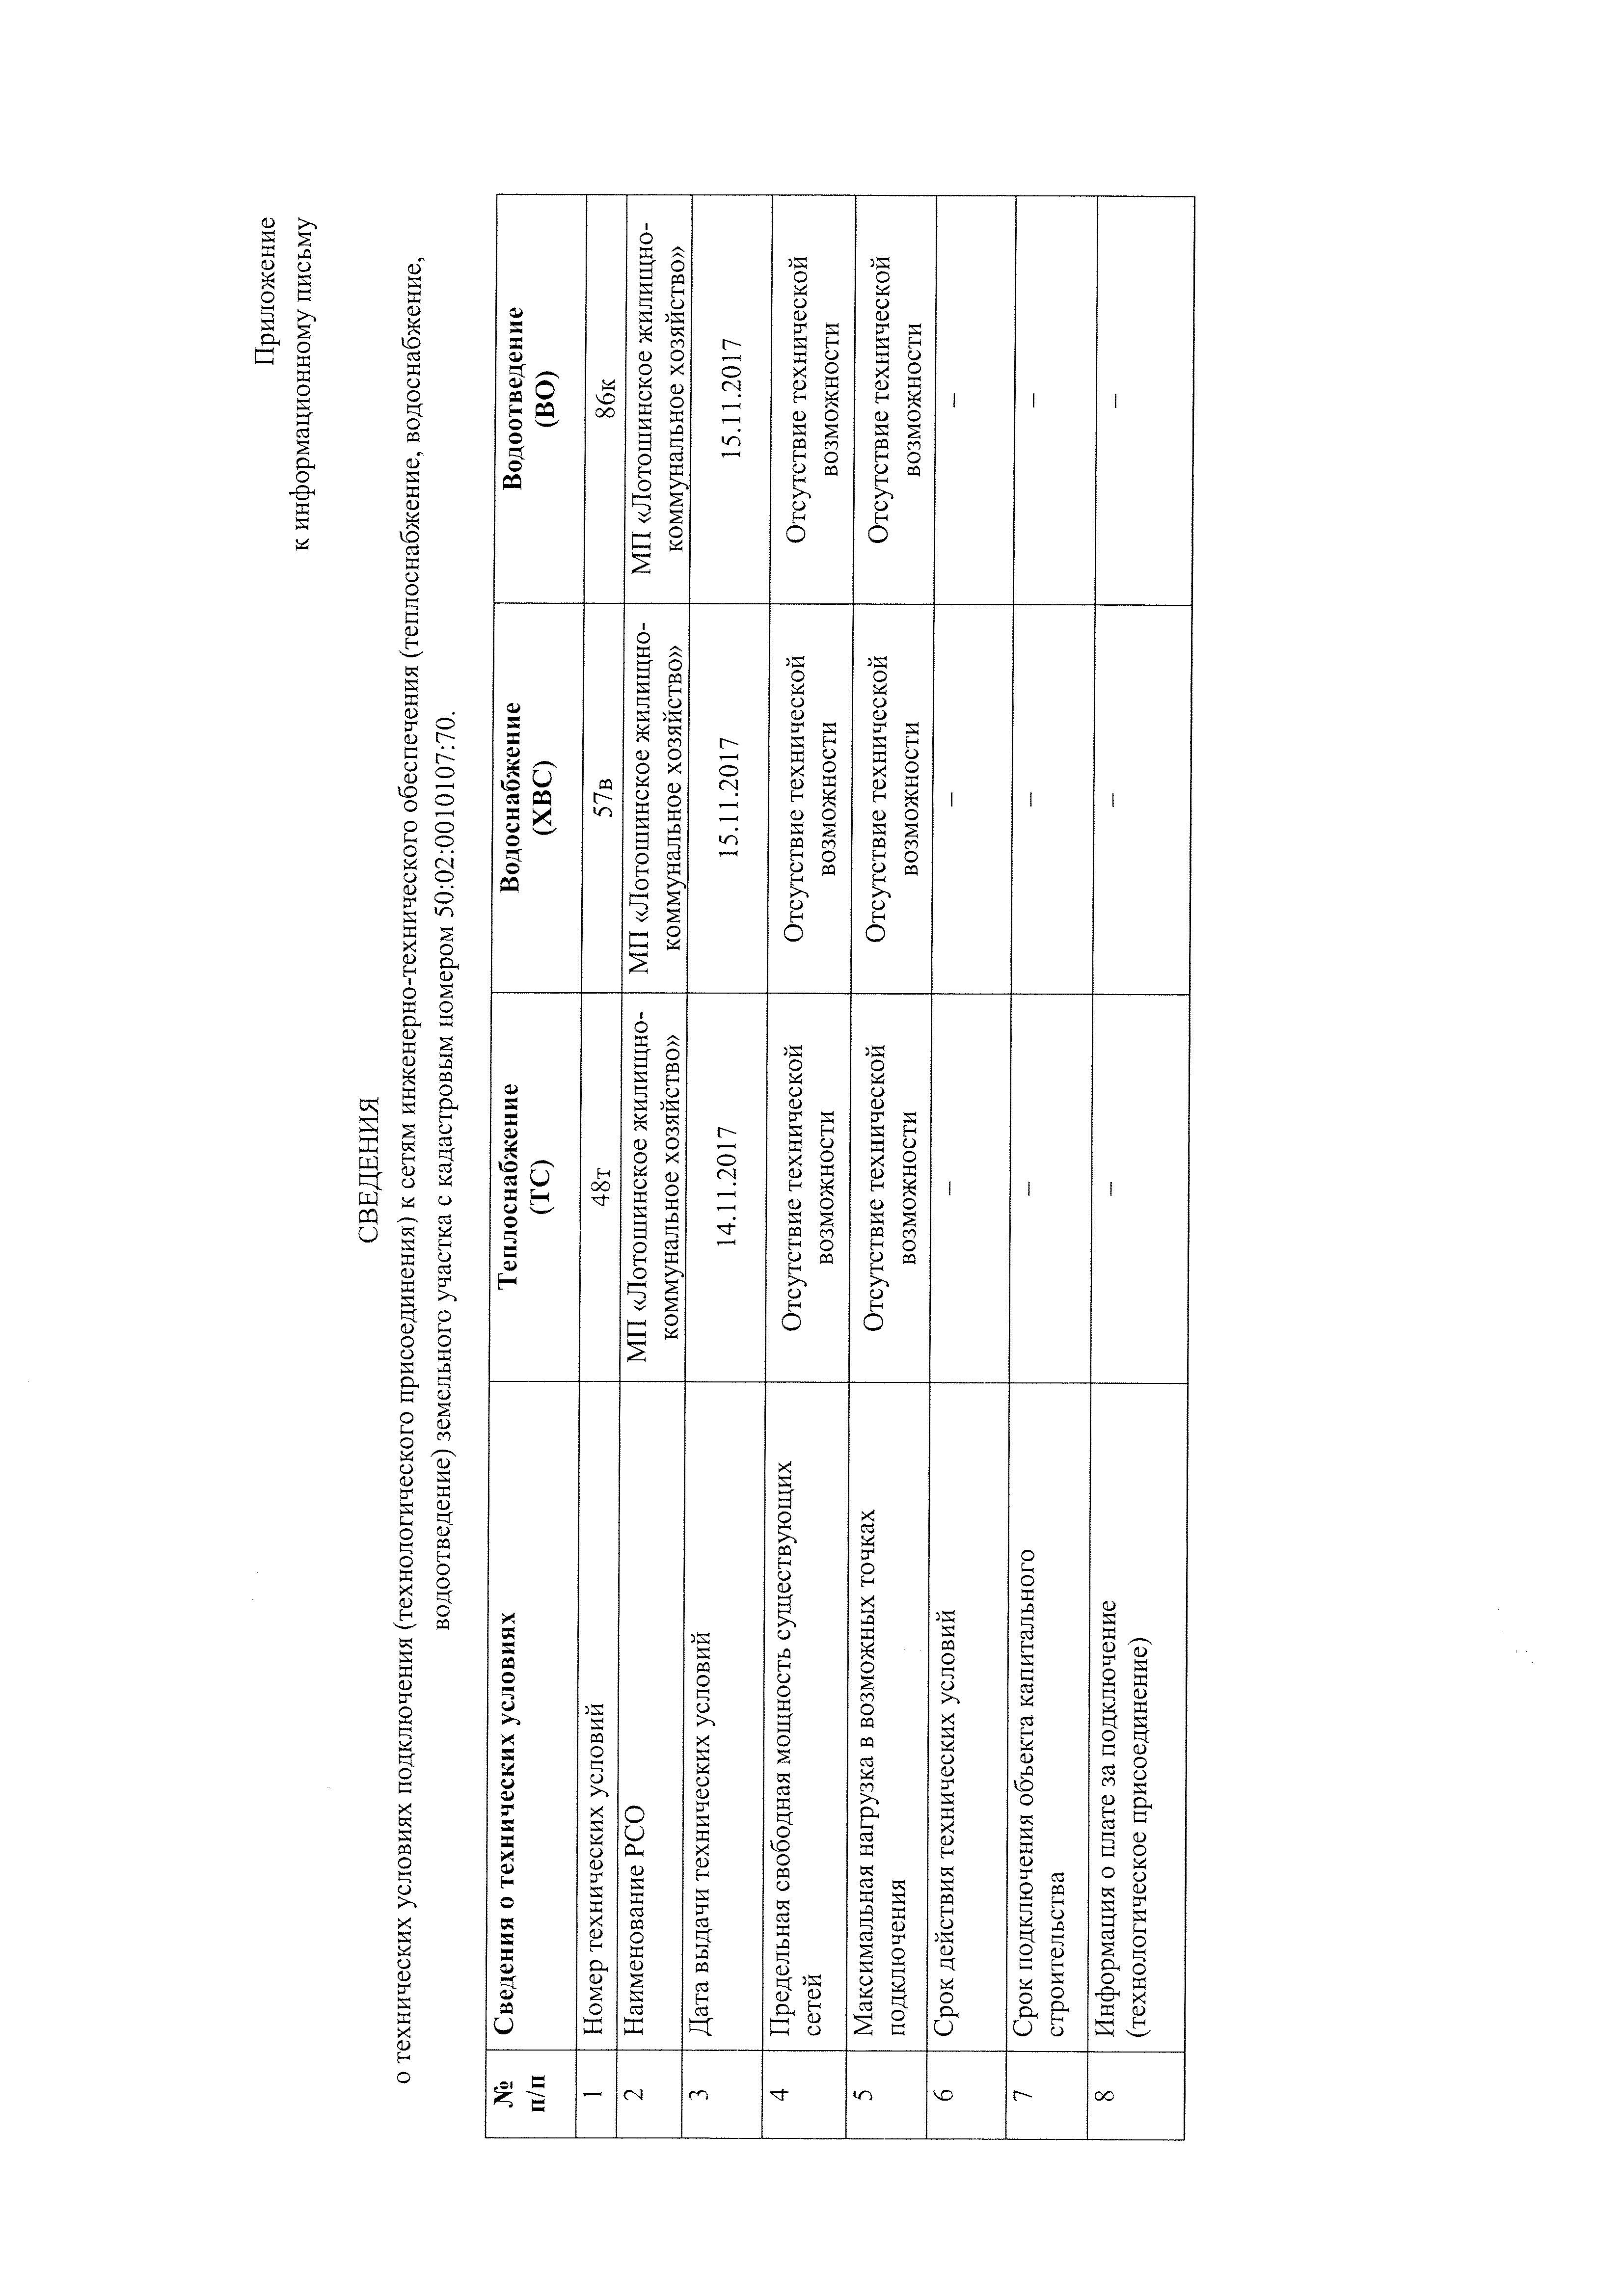 Приложение
к информационному письму
СВЕДЕНИЯ
о технических условиях подключения (технологического присоединения) к сетям инженерно-технического обеспечения (теплоснабжение, водоснабжение,
водоотведение) земельного участка с кадастровым номером 50:02:0010107:70.
№ Сведения о технических условиях Теплоснабжение Водоснабжение Водоотведение
п/п (ТС) (ХВС) (ВО)
1 Номер технических условий 48т 57в 86к
2 Наименование РСО МП «Лотошинское жилищно- МП «Лотошинское жилищно- МП «Лотошинское жилищно-
коммунальное хозяйство» коммунальное хозяйство» коммунальное хозяйство»
3 Дата выдачи технических условий 14.11.2017 15.11.2017 15.11.2017
4 Предельная свободная мощность существующих Отсутствие технической Отсутствие технической Отсутствие технической
сетей возможности возможности возможности
5 Максимальная нагрузка в возможных точках Отсутствие технической Отсутствие технической Отсутствие технической
подключения возможности возможности возможности
6 Срок действия технических условий – – –
7 Срок подключения объекта капитального – – –
строительства
8 Информация о плате за подключение – – –
(технологическое присоединение)